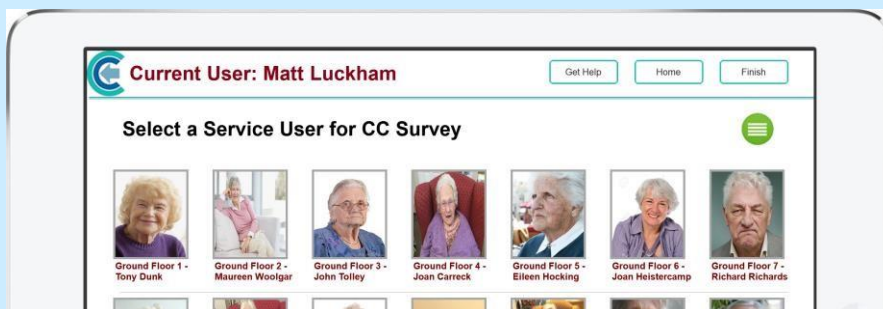 Current User: Matt Luckham
Get Help
Home
Finish
Select a Service User for CC Survey
Ground Floor 1 -
Tony Dunk
Ground Floor 2 -
Maureen Woolgar
Ground Floor 3 -
John Tolley
Ground Floor 4 -
Joan Carreck
Ground Floor 5 -
Eileen Hocking
Ground Floor 6 -
Joan Heistercamp
Ground Floor 7 -
Richard Richards